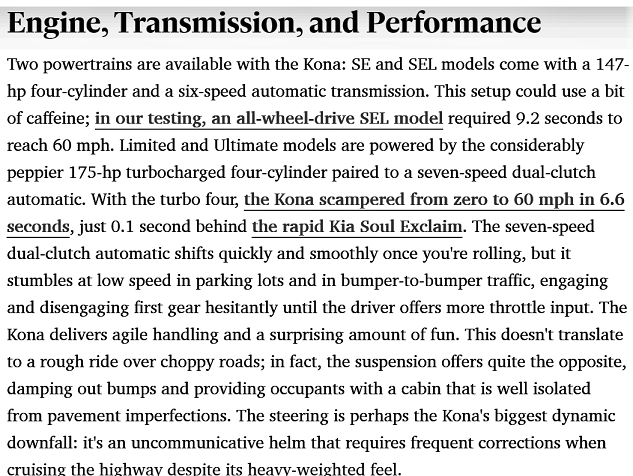 Engine, Transmission, and Performance
Two powertrains are available with the Kona: SE and SEL models come with a 147-
hp four-cylinder and a six-speed automatic transmission. This setup could use a bit
of caffeine; in our testing, an all-wheel-drive SEL model required 9.2 seconds to
reach 60 mph. Limited and Ultimate models are powered by the considerably
peppier 175-hp turbocharged four-cylinder paired to a seven-speed dual-clutch
automatic. With the turbo four, the Kona scampered from zero to 60 mph in 6.6
seconds, just 0.1 second behind the rapid Kia Soul Exclaim. The seven-speed
dual-clutch automatic shifts quickly and smoothly once you're rolling, but it
stumbles at low speed in parking lots and in bumper-to-bumper traffic, engaging
and disengaging first gear hesitantly until the driver offers more throttle input. The
Kona delivers agile handling and a surprising amount of fun. This doesn't translate
to a rough ride over choppy roads; in fact, the suspension offers quite the opposite,
damping out bumps and providing occupants with a cabin that is well isolated
from pavement imperfections. The steering is perhaps the Kona's biggest dynamic
downfall: it's an uncommunicative helm that requires frequent corrections when
cruising the highway despite its heavy-weighted feel.